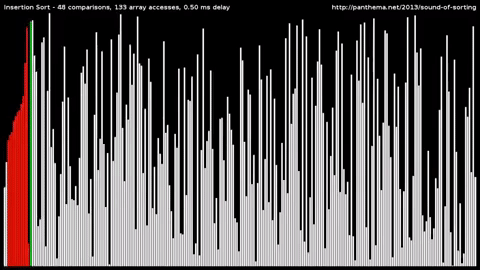 Insertion Sort - 48 comparisons, 133 array accesses, 0.50 ms delay
http://panthema.net/2013/sound-of-sorting